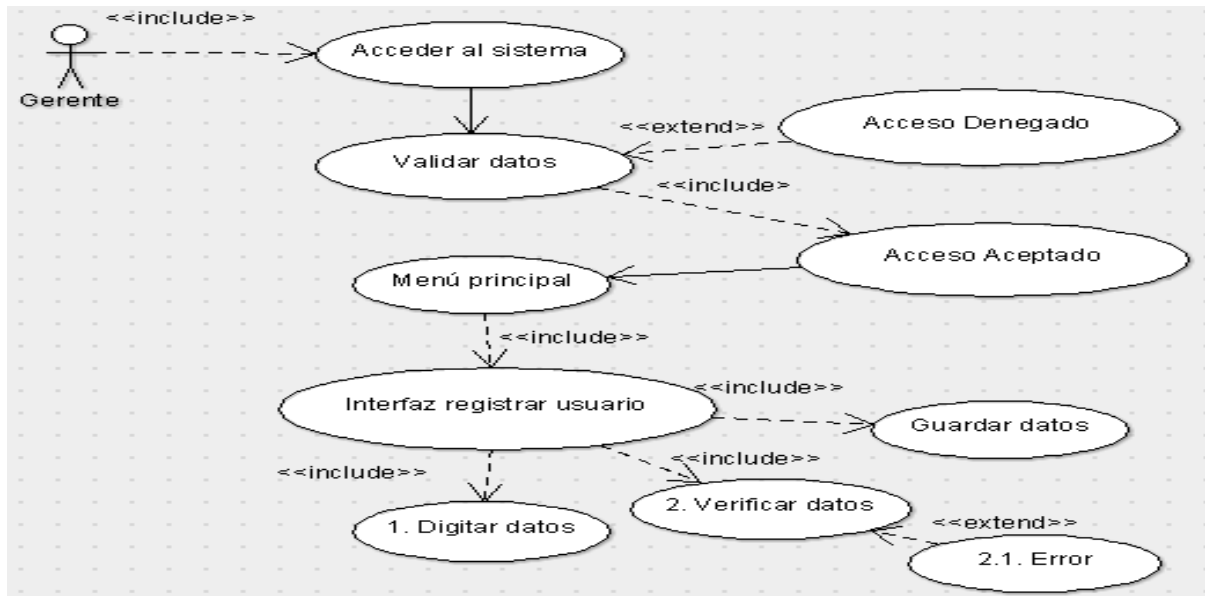 <<include>>
Acceder al sistema
Gerente
<<extend>>
Acceso Denegado
Validar datos
<<include>
Acceso Aceptado
Menú principal
<<include>>
<<include>>
Interfaz registrar usuario
Guardar datos
<<include>>
<<include>>
2. Verificar datos
1. Digitar datos
<<extend>>
2.1. Error